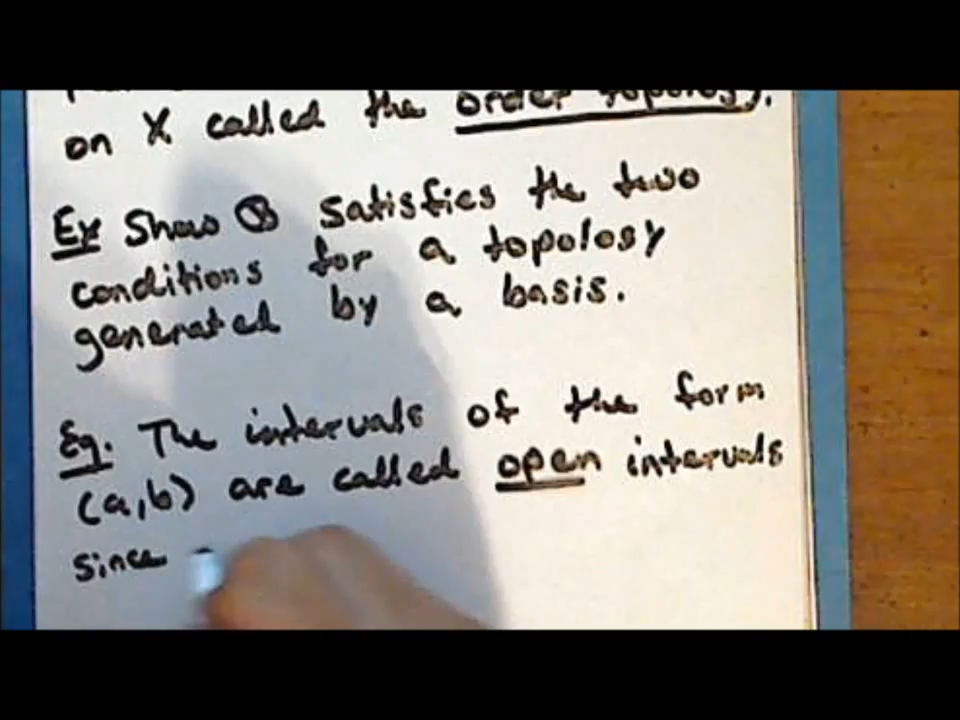 on X called the order topology.
Ex Show ℬ satisfies the two
conditions for a topology
generated by a basis.
Eg. The intervals of the form
(a,b) are called open intervals
since